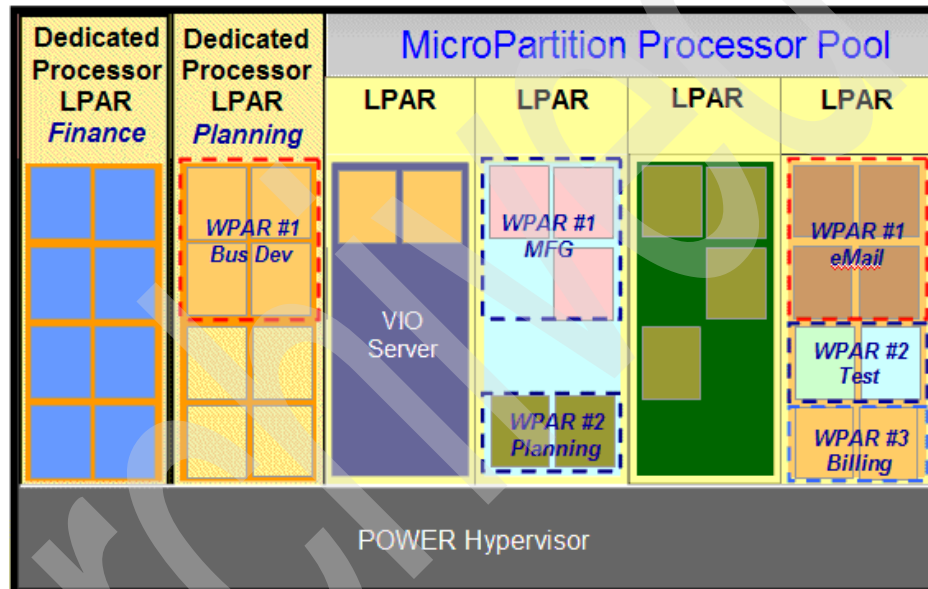 Dedicated
Processor
LPAR
Finance
Dedicated
Processor
LPAR
Planning
MicroPartition Processor Pool
LPAR
LPAR
LPAR
LPAR
WPAR #1
Bus Dev
VIO
Server
WPAR #1
MFG
WPAR #2
Planning
WPAR #1
eMail
WPAR #2
Test
WPAR #3
Billing
POWER Hypervisor